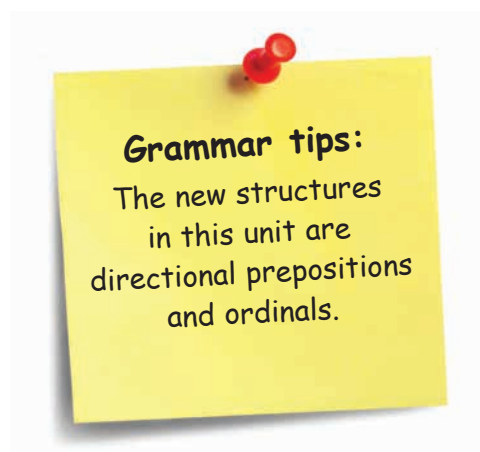 Grammar tips:
The new structures
in this unit are
directional prepositions
and ordinals.